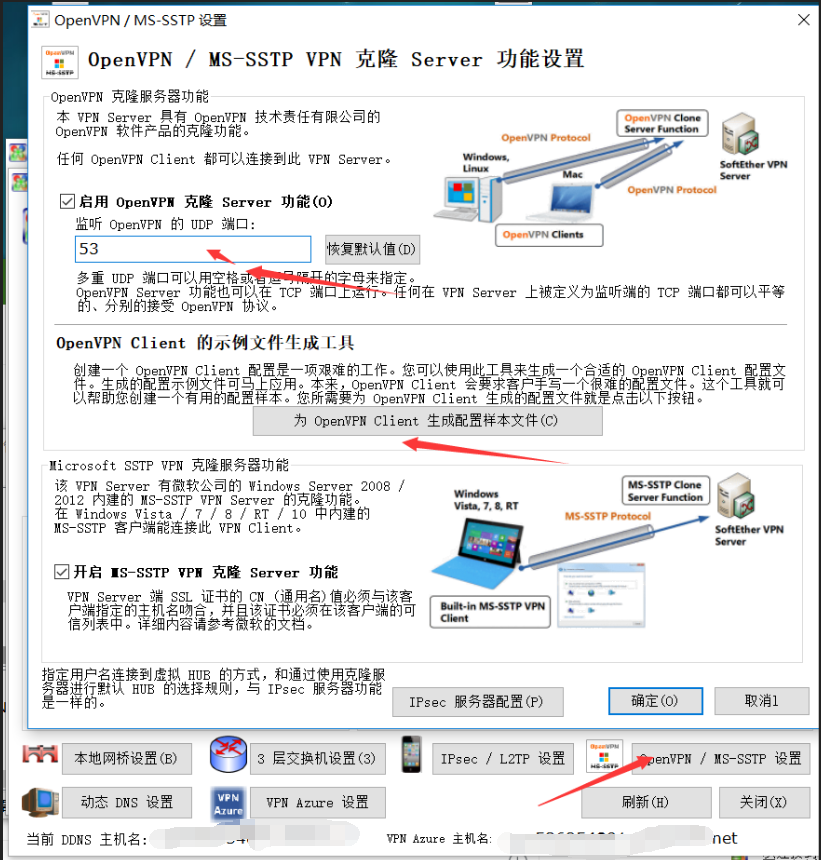 OpenVPN / MS-SSTP 设置
OpenVPN / MS-SSTP VPN 克隆 Server 功能设置
OpenVPN 克隆服务器功能
本 VPN Server 具有 OpenVPN 技术责任有限公司的
OpenVPN 软件产品的克隆功能。
任何 OpenVPN Client 都可以连接到此 VPN Server。
OpenVPN Clone
Server Function
OpenVPN Protocol
Windows,
Linux
Mac
SoftEther VPN
Server
OpenVPN Protocol
OpenVPN Clients
启用 OpenVPN 克隆 Server 功能(O)
监听 OpenVPN 的 UDP 端口:
53
恢复默认值(D)
多重 UDP 端口可以用空格或者逗号隔开的字母来指定。
OpenVPN Server 功能也可以在 TCP 端口上运行。任何在 VPN Server 上被定义为监听端的 TCP 端口都可以平等
的、分别的接受 OpenVPN 协议。
OpenVPN Client 的示例文件生成工具
创建一个 OpenVPN Client 配置是一项艰难的工作。您可以使用此工具来生成一个合适的 OpenVPN Client 配置文
件。生成的配置示例文件可马上应用。本来，OpenVPN Client 会要求客户手写一个很难的配置文件。这个工具就可
以帮助您创建一个有用的配置样本。您所需要为 OpenVPN Client 生成的配置文件就是点击以下按钮。
为 OpenVPN Client 生成配置样本文件(C)
Microsoft SSTP VPN 克隆服务器功能
该 VPN Server 有微软公司的 Windows Server 2008 /
2012 内建的 MS-SSTP VPN Server 的克隆功能。
在 Windows Vista / 7 / 8 / RT / 10 中内建的
MS-SSTP 客户端能连接此 VPN Client。
Windows
Vista, 7, 8, RT
MS-SSTP Clone
Server Function
MS-SSTP Protocol
SoftEther VPN
Server
Built-in MS-SSTP VPN
Client
开启 MS-SSTP VPN 克隆 Server 功能
VPN Server 端 SSL 证书的 CN (通用名)值必须与该客
户端指定的主机名吻合，并且该证书必须在该客户端的可
信列表中。详细内容请参考微软的文档。
指定用户名连接到虚拟 HUB 的方式，和通过使用克隆服
务器进行默认 HUB 的选择规则，与 IPsec 服务器功能
是一样的。
IPsec 服务器配置(P)
确定(O)
取消l
本地网桥设置(B)
3 层交换机设置(3)
IPsec / L2TP 设置
OpenVPN / MS-SSTP 设置
动态 DNS 设置
VPN
Azure
VPN Azure 设置
刷新(H)
关闭(X)
当前 DDNS 主机名:
VPN Azure 主机名:
net